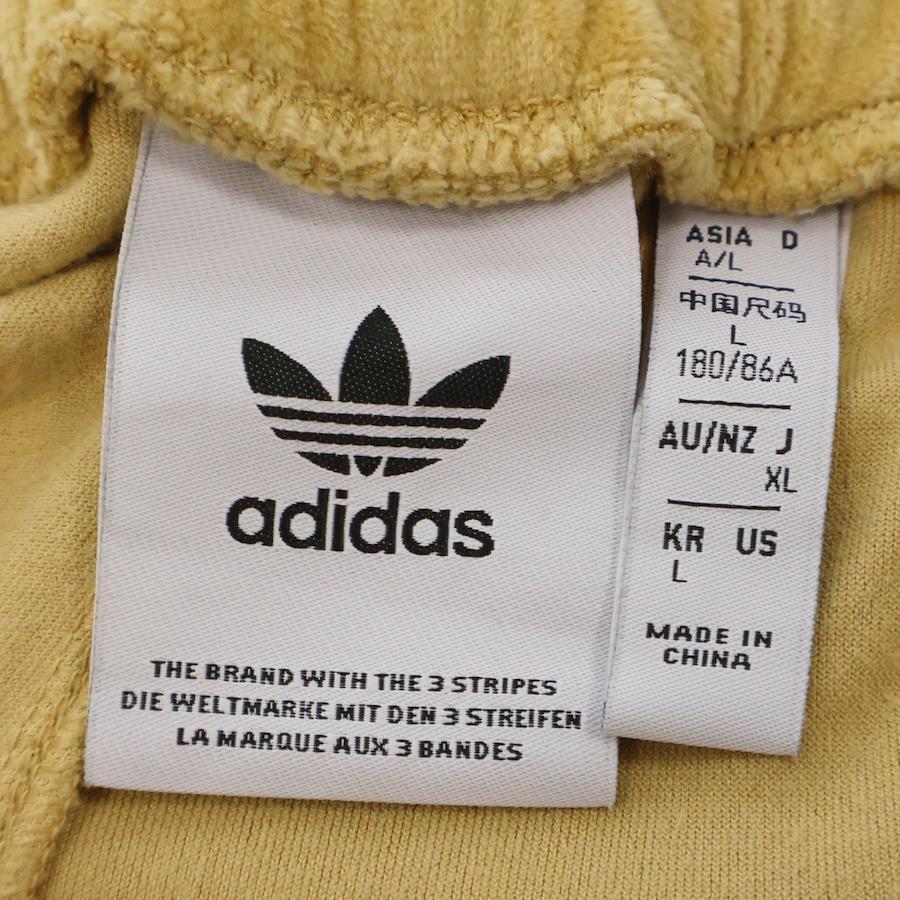 adidas
THE BRAND WITH THE 3 STRIPES
DIE WELTMARKE MIT DEN 3 STREIFEN
LA MARQUE AUX 3 BANDES
ASIA D
A/L
中国尺码
L
180/86A
AU/NZ J
XL
KR US
L
MADE IN
CHINA